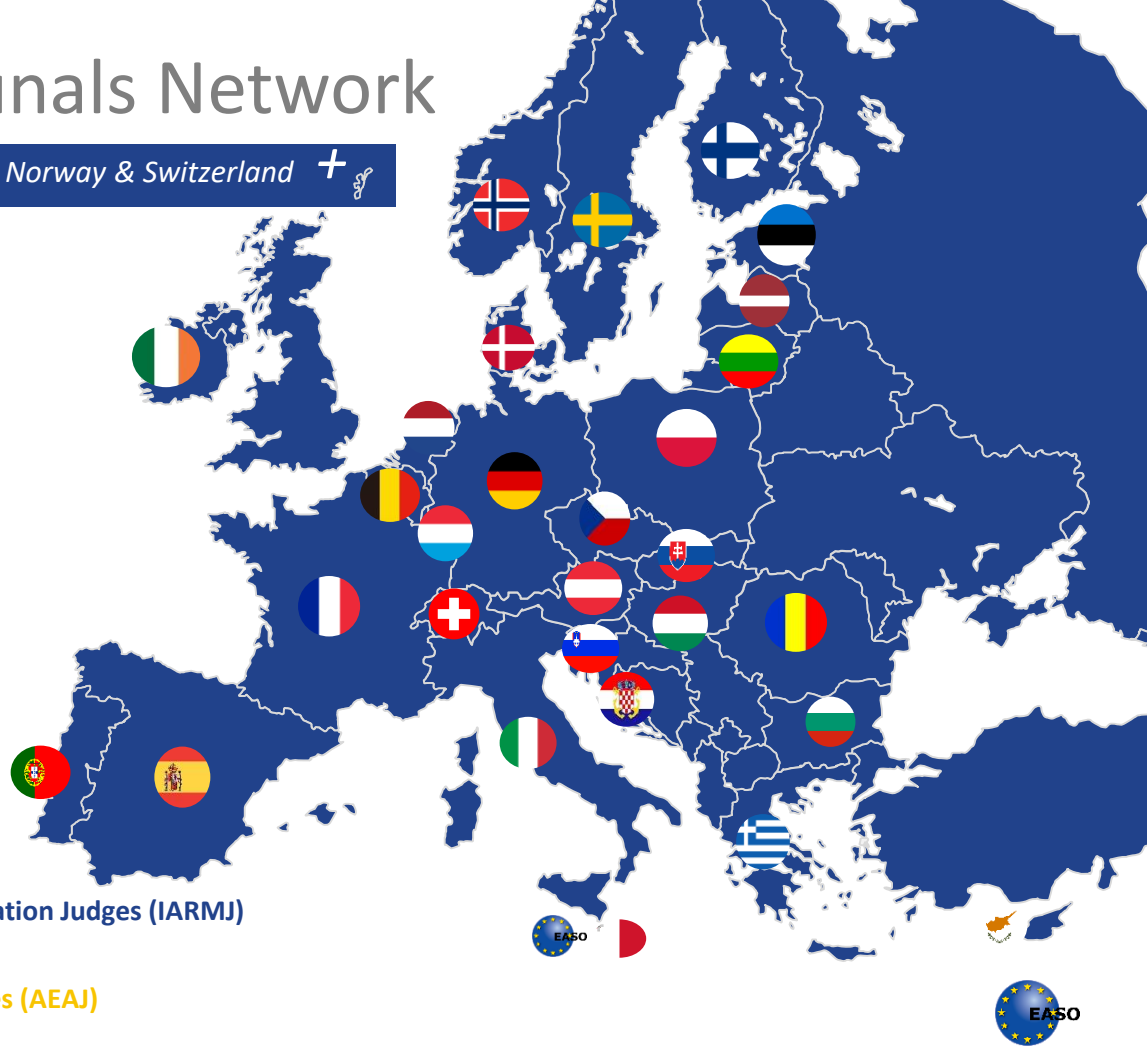 unals Network
Norway & Switzerland +
ation Judges (IARMJ)
EASO
s (AEAJ)
EASO